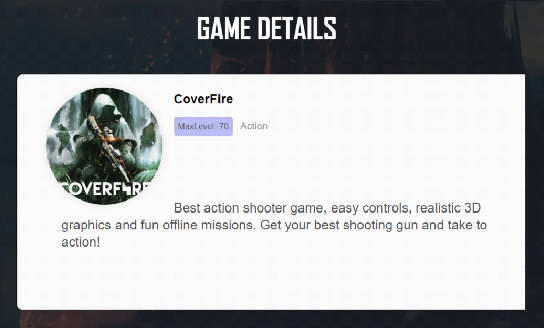 GAME DETAILS
CoverFire
MaxLevel: 70 Action
COVERFIRE
Best action shooter game, easy controls, realistic 3D
graphics and fun offline missions. Get your best shooting gun and take to
action!